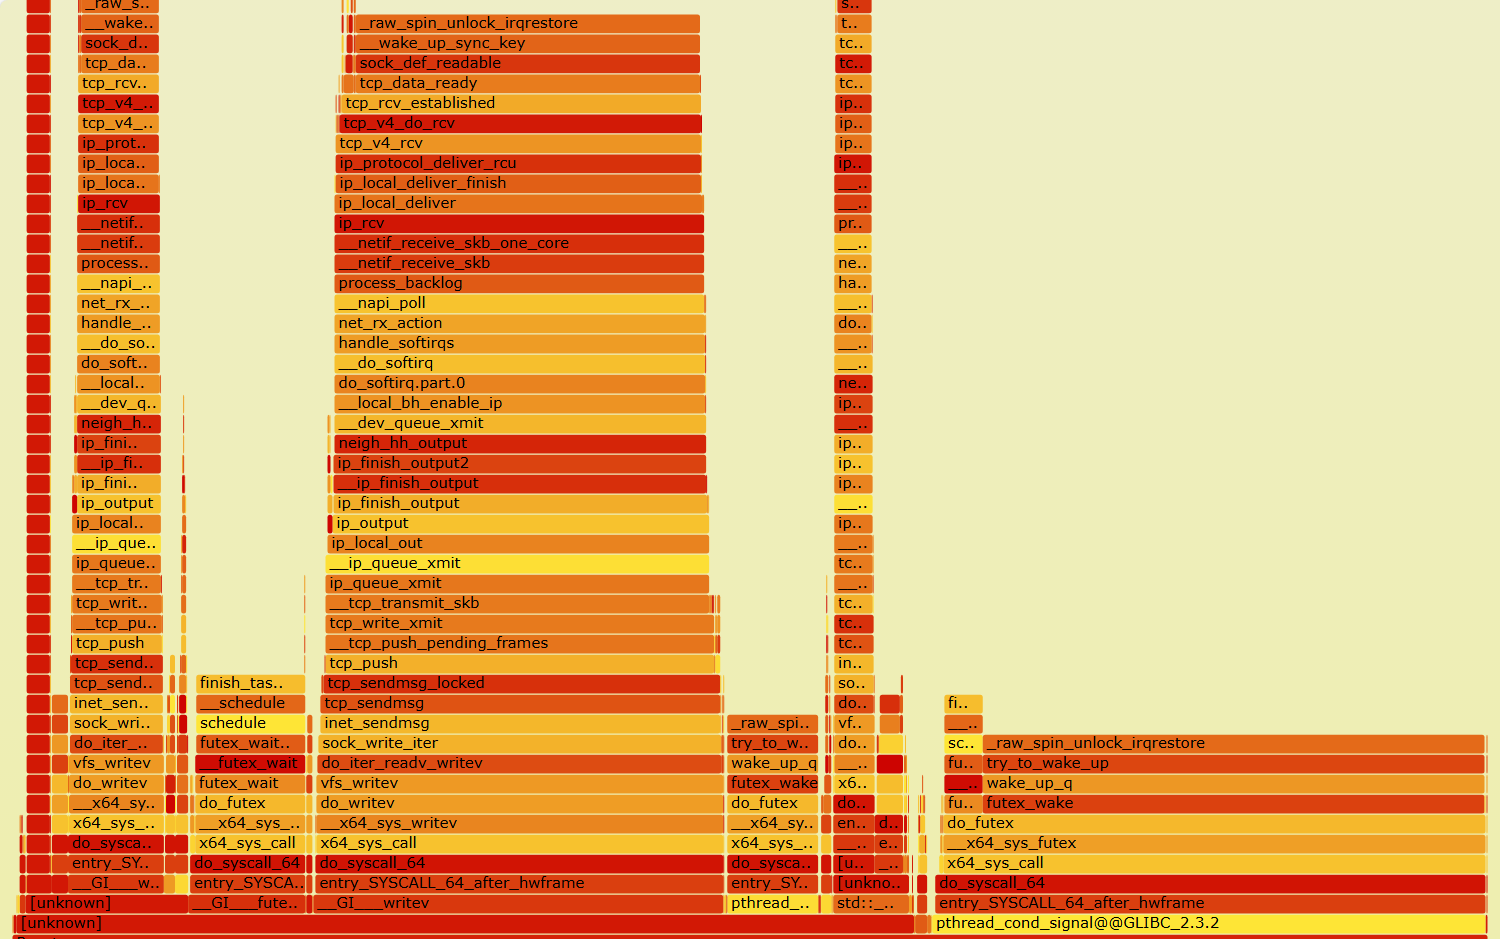 _raw_s.. s..
__wake.. _raw_spin_unlock_irqrestore t..
sock_d.. __wake_up_sync_key tc..
tcp_da.. sock_def_readable tc..
tcp_rcv.. tcp_data_ready tc..
tcp_v4_.. tcp_rcv_established ip..
tcp_v4_.. tcp_v4_do_rcv ip..
ip_prot.. tcp_v4_rcv ip..
ip_loca.. ip_protocol_deliver_rcu ip..
ip_loca.. ip_local_deliver_finish __..
ip_rcv ip_local_deliver __..
__netif.. ip_rcv pr..
__netif.. __netif_receive_skb_one_core __..
process.. __netif_receive_skb ne..
__napi_.. process_backlog ha..
net_rx_.. __napi_poll __..
handle_.. net_rx_action do..
__do_so.. handle_softirqs __..
do_soft.. __do_softirq __..
__local.. do_softirq.part.0 ne..
__dev_q.. __local_bh_enable_ip ip..
neigh_h.. __dev_queue_xmit __..
ip_fini.. neigh_hh_output ip..
__ip_fi.. ip_finish_output2 ip..
ip_fini.. __ip_finish_output ip..
ip_output ip_finish_output __..
ip_local.. ip_output ip..
__ip_que.. ip_local_out __..
ip_queue.. __ip_queue_xmit tc..
__tcp_tr.. ip_queue_xmit __..
tcp_writ.. __tcp_transmit_skb tc..
__tcp_pu.. tcp_write_xmit tc..
tcp_push __tcp_push_pending_frames tc..
tcp_send.. tcp_push in..
tcp_send.. finish_tas.. tcp_sendmsg_locked so..
inet_sen.. __schedule tcp_sendmsg do.. fi..
sock_wri.. schedule inet_sendmsg _raw_spi.. vf.. __..
do_iter_.. futex_wait.. sock_write_iter try_to_w.. do.. sc.. _raw_spin_unlock_irqrestore
vfs_writev __futex_wait do_iter_readv_writev wake_up_q __.. fu.. try_to_wake_up
do_writev futex_wait vfs_writev futex_wake x6.. __.. wake_up_q
__x64_sy.. do_futex do_writev do_futex do.. fu.. futex_wake
x64_sys_.. __x64_sys_.. __x64_sys_writev __x64_sy.. en.. d.. do_futex
do_sysca.. x64_sys_call x64_sys_call x64_sys_.. __.. e.. __x64_sys_futex
entry_SY.. do_syscall_64 do_syscall_64 do_sysca.. [u.. __.. x64_sys_call
__GI___w.. entry_SYSCA.. entry_SYSCALL_64_after_hwframe entry_SY.. [unkno.. do_syscall_64
[unknown] __GI___fute.. __GI___writev pthread_.. std::_.. entry_SYSCALL_64_after_hwframe
[unknown] pthread_cond_signal@@GLIBC_2.3.2